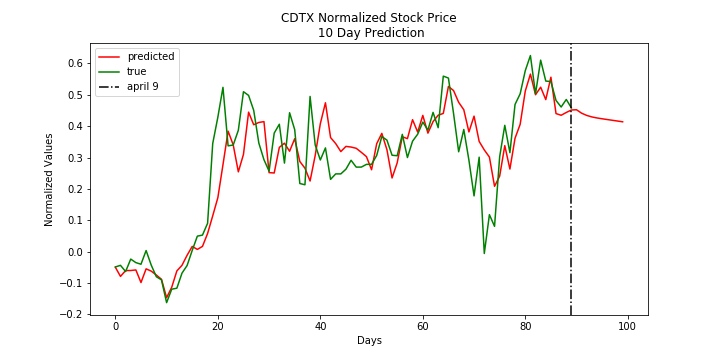 CDTX Normalized Stock Price
10 Day Prediction
predicted
true
april 9
Normalized Values
0.6
0.5
0.4
0.3
0.2
0.1
0.0
−0.1
−0.2
0
20
40
60
80
100
Days